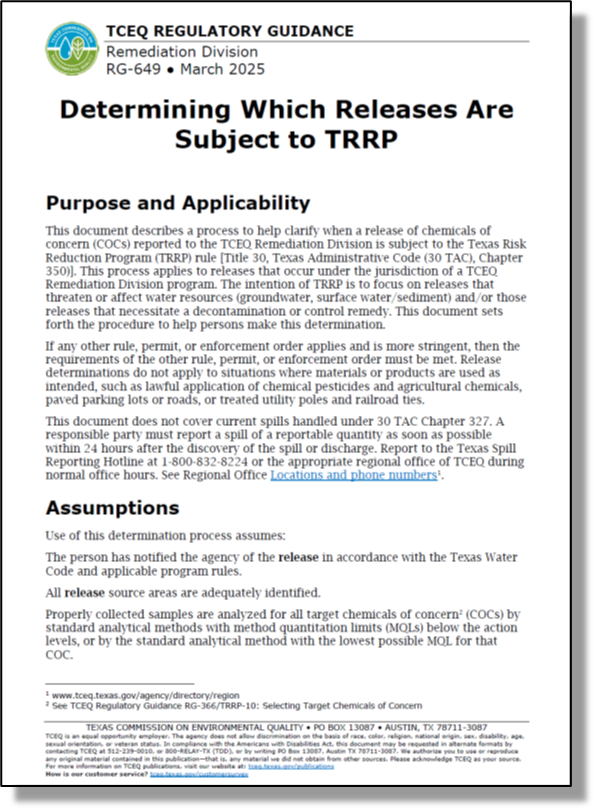 TCEQ REGULATORY GUIDANCE
Remediation Division
RG-649 ● March 2025
Determining Which Releases Are
Subject to TRRP
Purpose and Applicability
This document describes a process to help clarify when a release of chemicals of
concern (COCs) reported to the TCEQ Remediation Division is subject to the Texas Risk
Reduction Program (TRRP) rule [Title 30, Texas Administrative Code (30 TAC), Chapter
350)]. This process applies to releases that occur under the jurisdiction of a TCEQ
Remediation Division program. The intention of TRRP is to focus on releases that
threaten or affect water resources (groundwater, surface water/sediment) and/or those
releases that necessitate a decontamination or control remedy. This document sets
forth the procedure to help persons make this determination.
If any other rule, permit, or enforcement order applies and is more stringent, then the
requirements of the other rule, permit, or enforcement order must be met. Release
determinations do not apply to situations where materials or products are used as
intended, such as lawful application of chemical pesticides and agricultural chemicals,
paved parking lots or roads, or treated utility poles and railroad ties.
This document does not cover current spills handled under 30 TAC Chapter 327. A
responsible party must report a spill of a reportable quantity as soon as possible
within 24 hours after the discovery of the spill or discharge. Report to the Texas Spill
Reporting Hotline at 1-800-832-8224 or the appropriate regional office of TCEQ during
normal office hours. See Regional Office Locations and phone numbers¹.
Assumptions
Use of this determination process assumes:
The person has notified the agency of the release in accordance with the Texas Water
Code and applicable program rules.
All release source areas are adequately identified.
Properly collected samples are analyzed for all target chemicals of concern² (COCs) by
standard analytical methods with method quantitation limits (MQLs) below the action
levels, or by the standard analytical method with the lowest possible MQL for that
COC.
¹ www.tceq.texas.gov/agency/directory/region
² See TCEQ Regulatory Guidance RG-366/TRRP-10: Selecting Target Chemicals of Concern
TEXAS COMMISSION ON ENVIRONMENTAL QUALITY • PO BOX 13087 • AUSTIN, TX 78711-3087
TCEQ is an equal opportunity employer. The agency does not allow discrimination on the basis of race, color, religion, national origin, sex, disability, age,
sexual orientation, or veteran status. In compliance with the Americans with Disabilities Act, this document may be requested in alternate formats by
contacting TCEQ at 512-239-0010, or 800-RELAY-TX (TDD), or by writing PO Box 13087, Austin TX 78711-3087. We authorize you to use or reproduce
any original material contained in this publication—that is, any material we did not obtain from other sources. Please acknowledge TCEQ as your source.
For more information on TCEQ publications, visit our website at: tceq.texas.gov/publications
How is our customer service? tceq.texas.gov/customersurvey